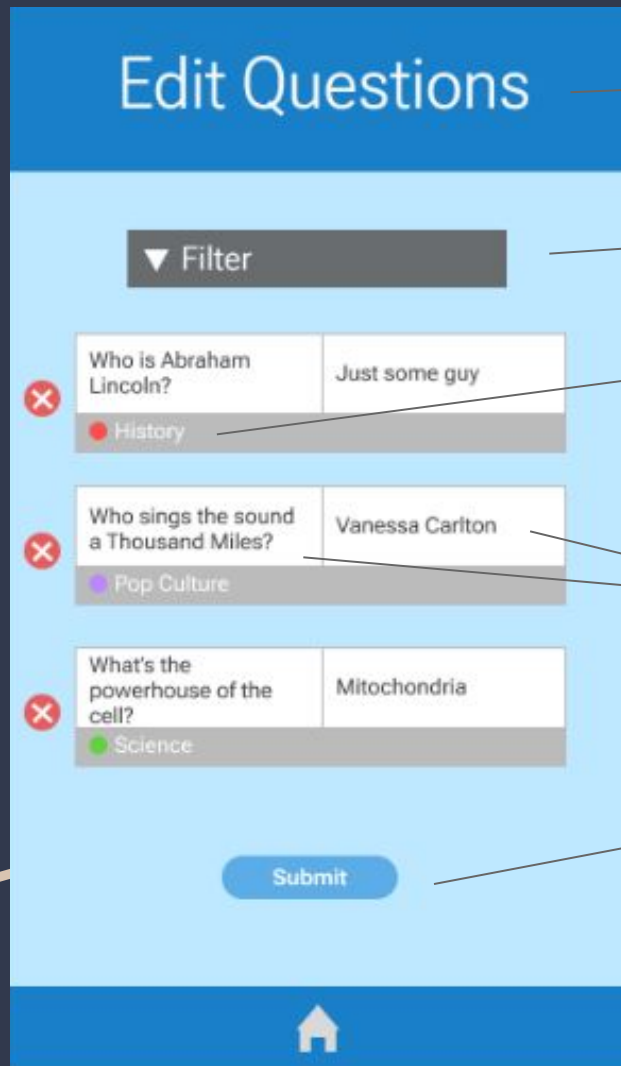 Edit Questions
Filter
Who is Abraham
Lincoln?
Just some guy
History
Who sings the sound
a Thousand Miles?
Vanessa Carlton
Pop Culture
What's the
powerhouse of the
cell?
Mitochondria
Science
Submit